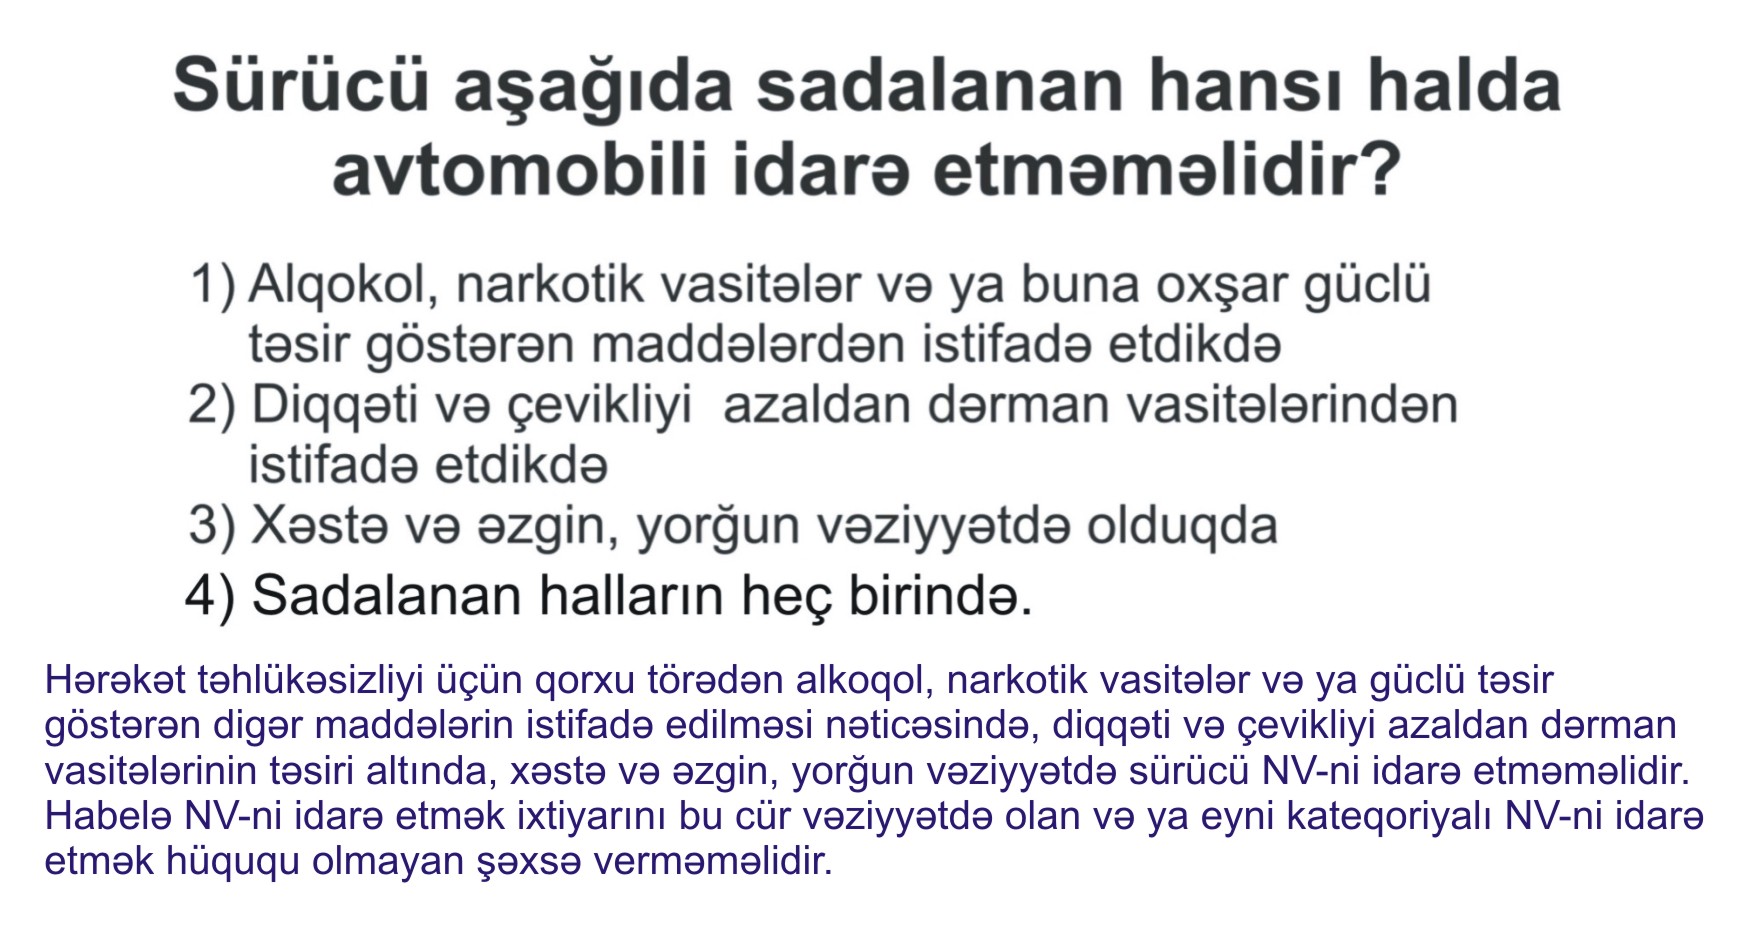 Sürücü aşağıda sadalanan hansı halda
avtomobili idarə etməməlidir?
1) Alqokol, narkotik vasitələr və ya buna oxşar güclü
təsir göstərən maddələrdən istifadə etdikdə
2) Diqqəti və çevikliyi azaldan dərman vasitələrindən
istifadə etdikdə
3) Xəstə və əzgin, yorğun vəziyyətdə olduqda
4) Sadalanan halların heç birində.
Hərəkət təhlükəsizliyi üçün qorxu törədən alkoqol, narkotik vasitələr və ya güclü təsir
göstərən digər maddələrin istifadə edilməsi nəticəsində, diqqəti və çevikliyi azaldan dərman
vasitələrinin təsiri altında, xəstə və əzgin, yorğun vəziyyətdə sürücü NV-ni idarə etməməlidir.
Habelə NV-ni idarə etmək ixtiyarını bu cür vəziyyətdə olan və ya eyni kateqoriyalı NV-ni idarə
etmək hüququ olmayan şəxsə verməməlidir.